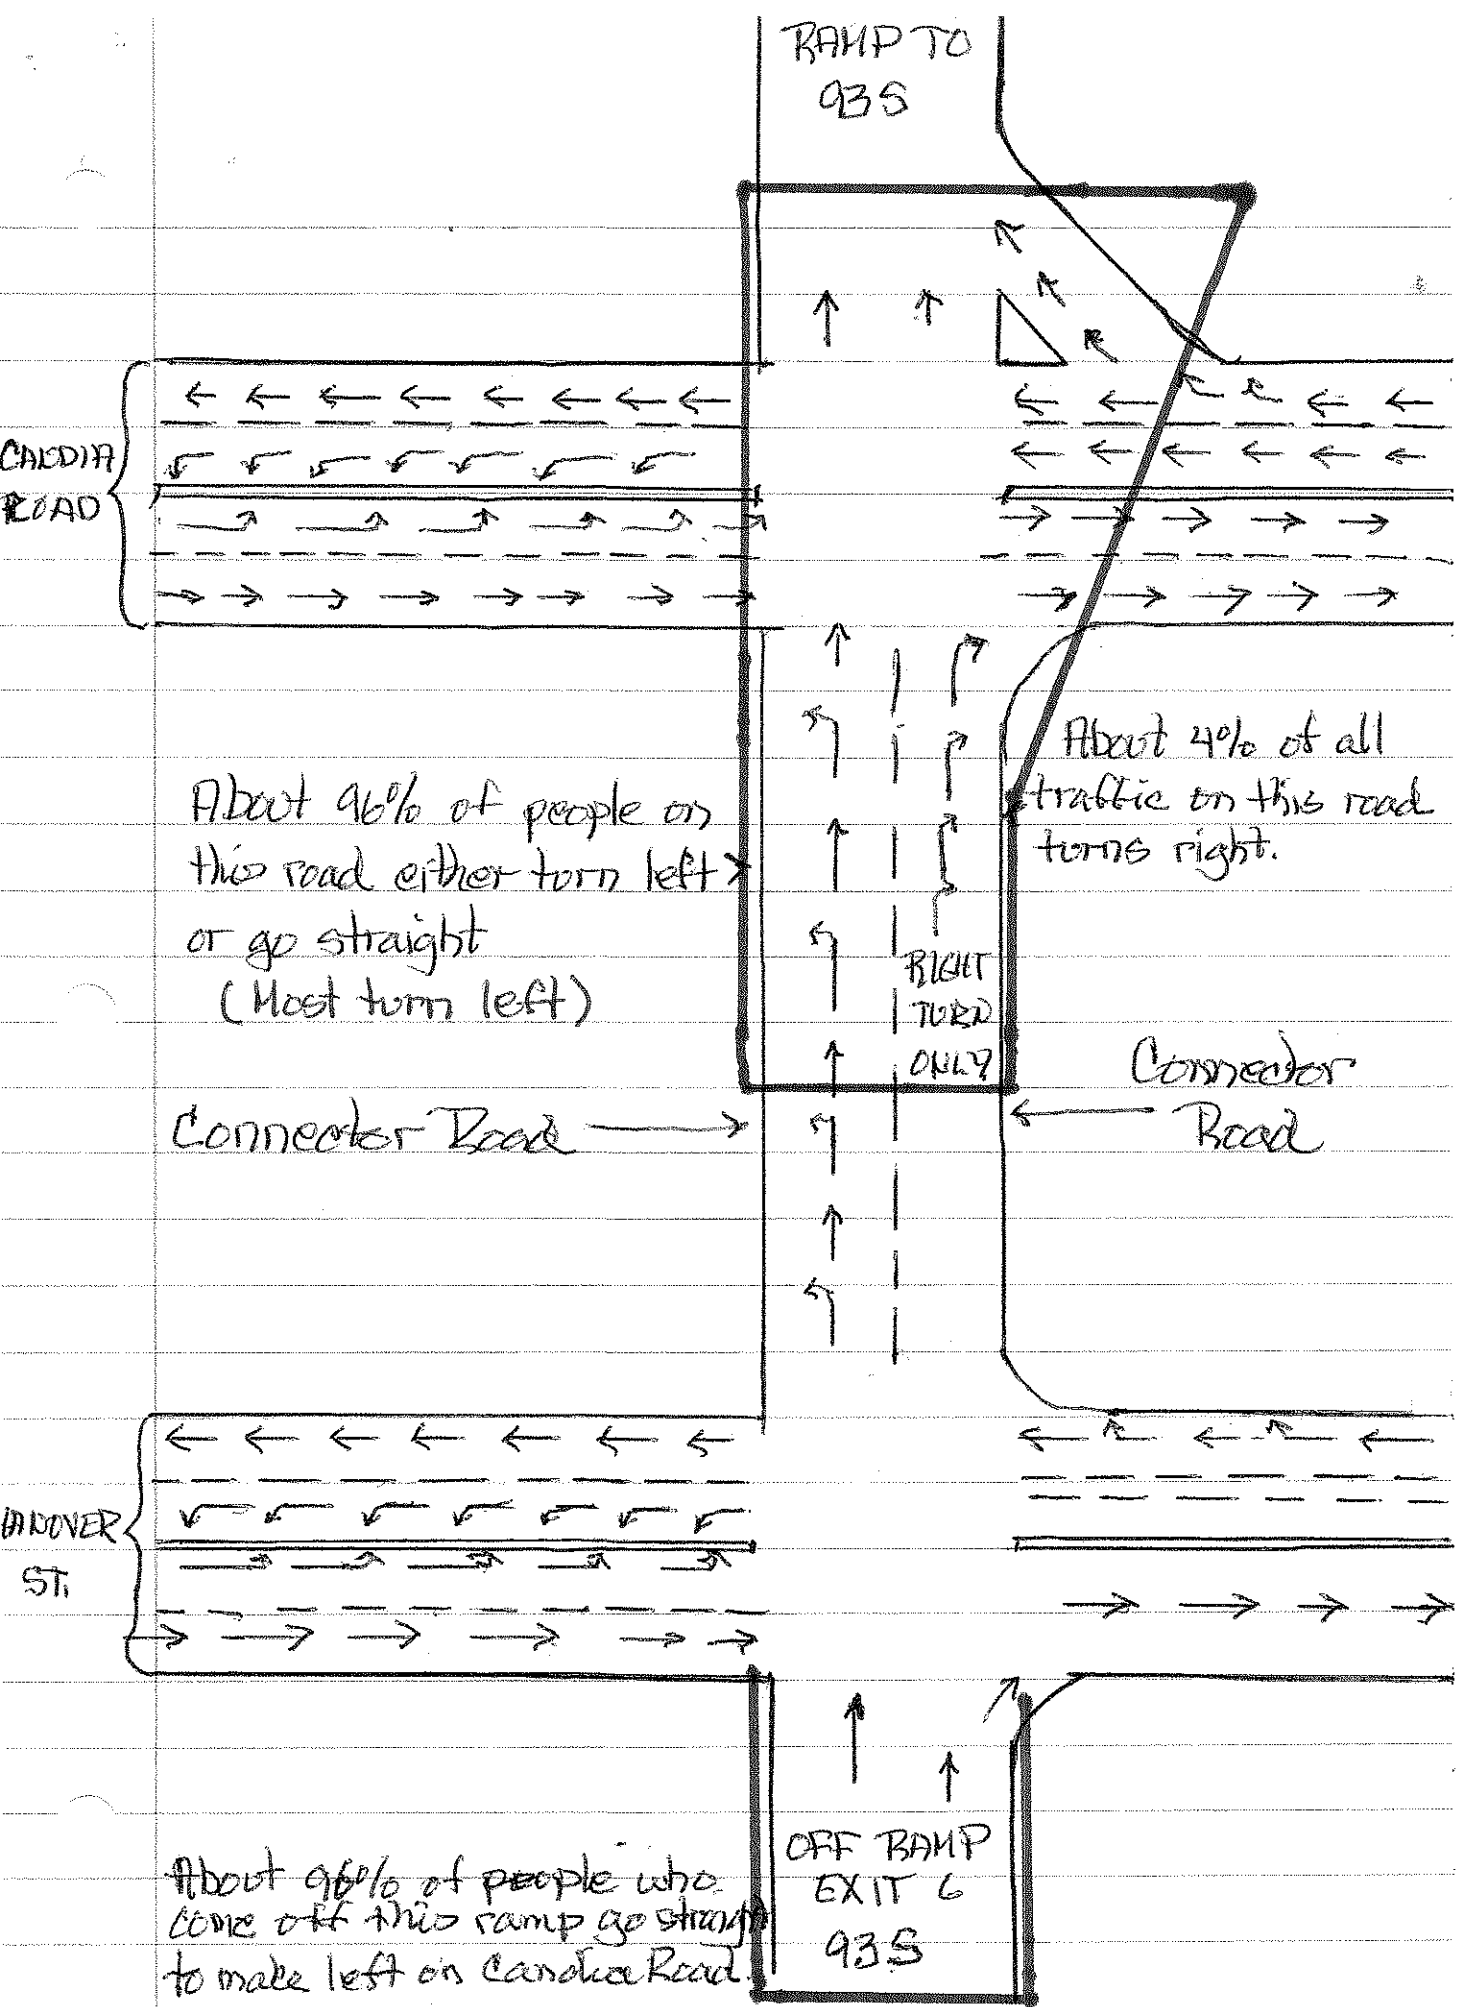 RAMP TO
93S
CANDIA
ROAD
About 4% of all
traffic on this road
turns right.
About 96% of people on
this road either turn left >
or go straight
(Most turn left)
RIGHT
TURN
ONLY
Connector
Road
Connector Road
HANOVER
ST.
OFF RAMP
EXIT 6
93S
About 96% of people who
come off this ramp go straight
to make left on Candia Road.